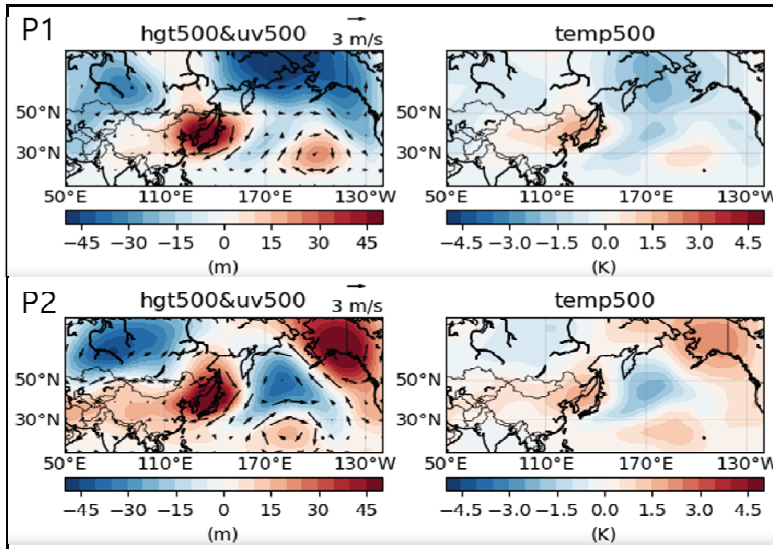 P1
hgt500&uv500
3 m/s
temp500
50°N
30°N
50°E
110°E
170°E
130°W
−45
−30
−15
0
15
30
45
(m)
50°N
30°N
50°E
110°E
170°E
130°W
−4.5
−3.0
−1.5
0.0
1.5
3.0
4.5
(K)
P2
hgt500&uv500
3 m/s
temp500
50°N
30°N
50°E
110°E
170°E
130°W
−45
−30
−15
0
15
30
45
(m)
50°N
30°N
50°E
110°E
170°E
130°W
−4.5
−3.0
−1.5
0.0
1.5
3.0
4.5
(K)